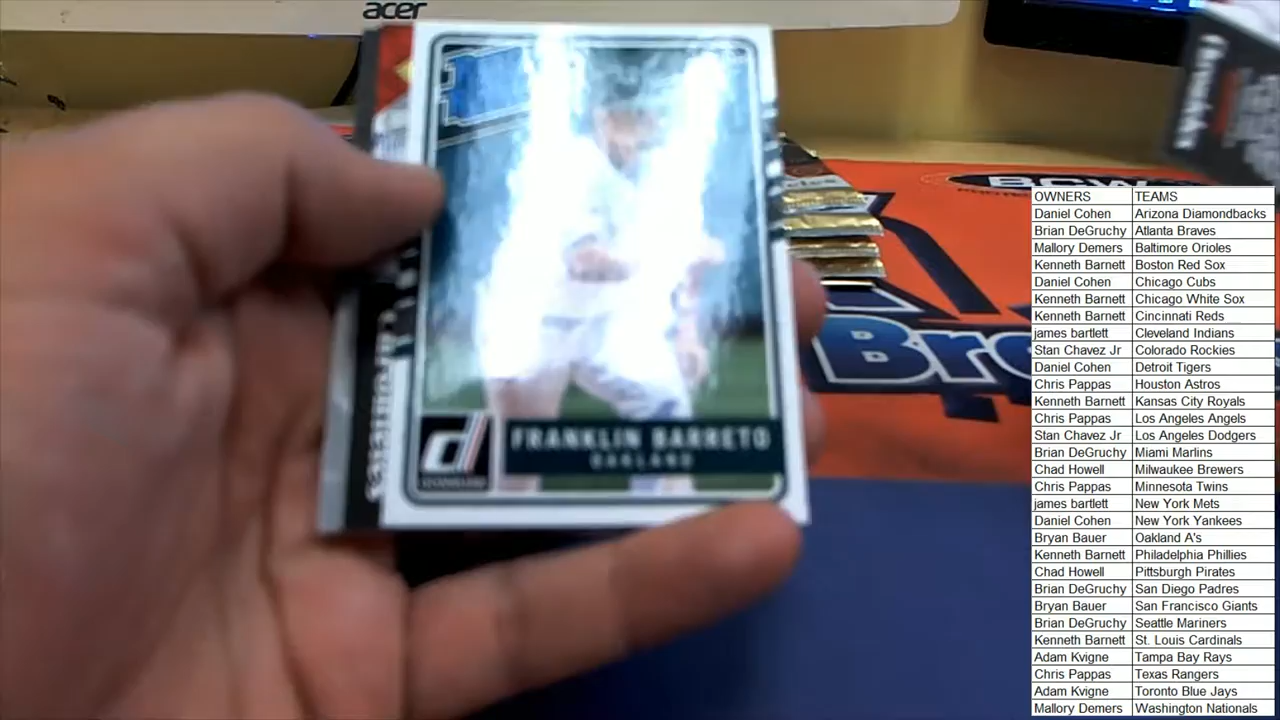 acer
FRANKLIN BARRETO
OAKLAND
BCW
Bre
OWNERS TEAMS
Daniel Cohen Arizona Diamondbacks
Brian DeGruchy Atlanta Braves
Mallory Demers Baltimore Orioles
Kenneth Barnett Boston Red Sox
Daniel Cohen Chicago Cubs
Kenneth Barnett Chicago White Sox
Kenneth Barnett Cincinnati Reds
james bartlett Cleveland Indians
Stan Chavez Jr Colorado Rockies
Daniel Cohen Detroit Tigers
Chris Pappas Houston Astros
Kenneth Barnett Kansas City Royals
Chris Pappas Los Angeles Angels
Stan Chavez Jr Los Angeles Dodgers
Brian DeGruchy Miami Marlins
Chad Howell Milwaukee Brewers
Chris Pappas Minnesota Twins
james bartlett New York Mets
Daniel Cohen New York Yankees
Bryan Bauer Oakland A's
Kenneth Barnett Philadelphia Phillies
Chad Howell Pittsburgh Pirates
Brian DeGruchy San Diego Padres
Bryan Bauer San Francisco Giants
Brian DeGruchy Seattle Mariners
Kenneth Barnett St. Louis Cardinals
Adam Kvigne Tampa Bay Rays
Chris Pappas Texas Rangers
Adam Kvigne Toronto Blue Jays
Mallory Demers Washington Nationals